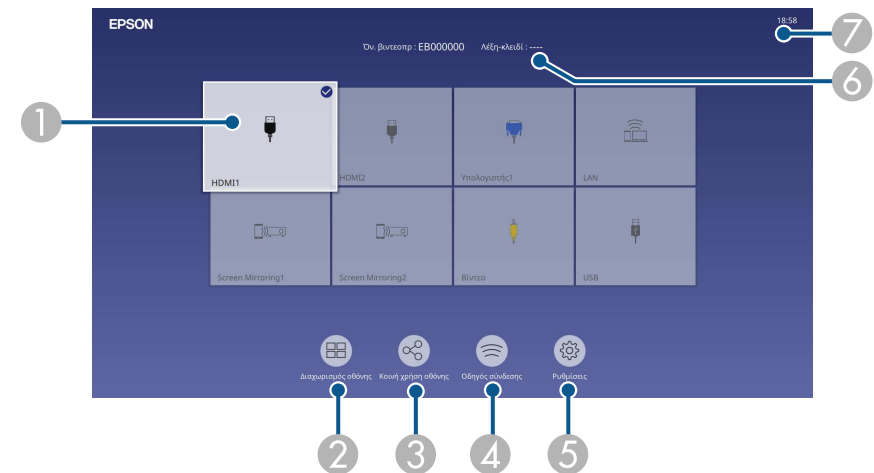 EPSON
18:58
Όν. βιντεοπρ : EB000000 Λέξη-κλειδί : ----
7
6
1
HDMI1
HDMI2
Υπολογιστής1
LAN
Screen Mirroring1
Screen Mirroring2
Βίντεο
USB
Διαχωρισμός οθόνης
Κοινή χρήση οθόνης
Οδηγός σύνδεσης
Ρυθμίσεις
2
3
4
5